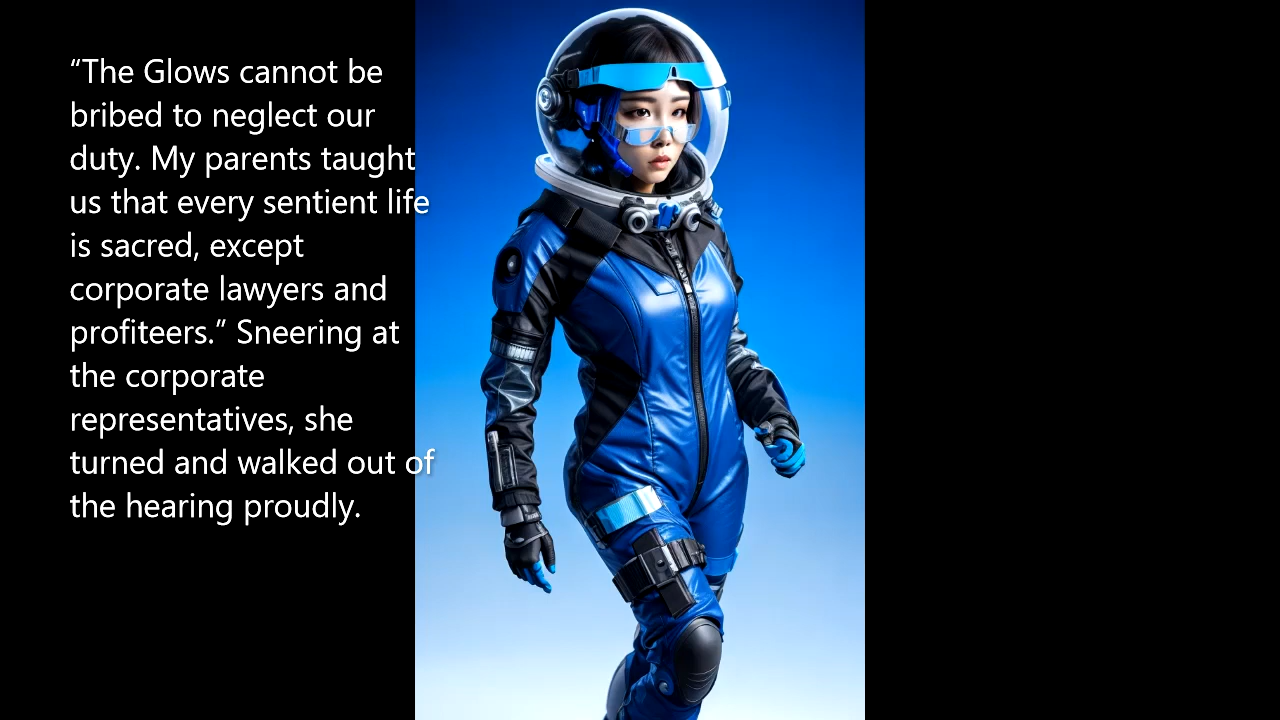 “The Glows cannot be
bribed to neglect our
duty. My parents taught
us that every sentient life
is sacred, except
corporate lawyers and
profiteers.” Sneering at
the corporate
representatives, she
turned and walked out of
the hearing proudly.